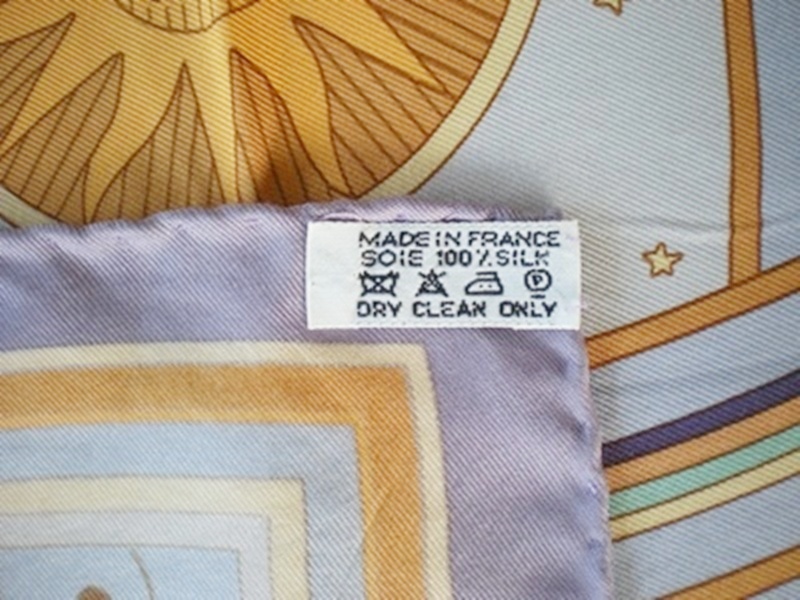 MADE IN FRANCE
SOIE 100% SILK
P
DRY CLEAN ONLY